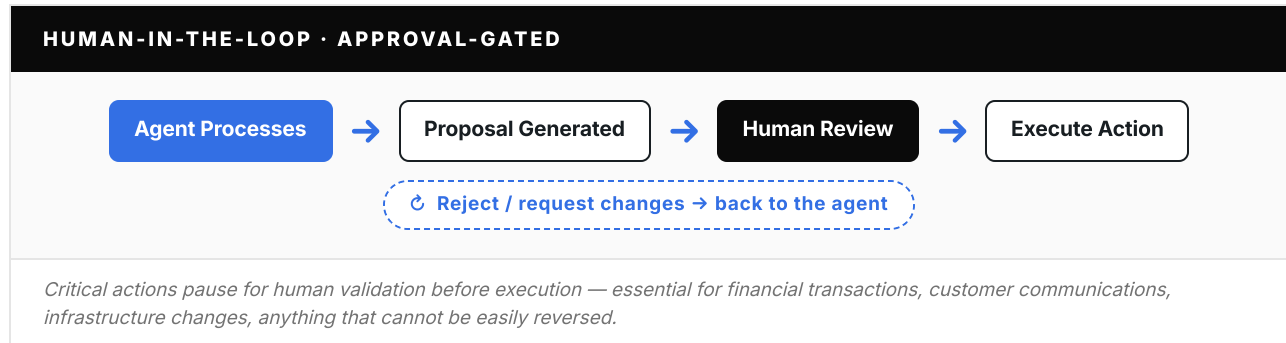 HUMAN-IN-THE-LOOP · APPROVAL-GATED
Agent Processes → Proposal Generated → Human Review → Execute Action
↻ Reject / request changes → back to the agent
Critical actions pause for human validation before execution — essential for financial transactions, customer communications,
infrastructure changes, anything that cannot be easily reversed.